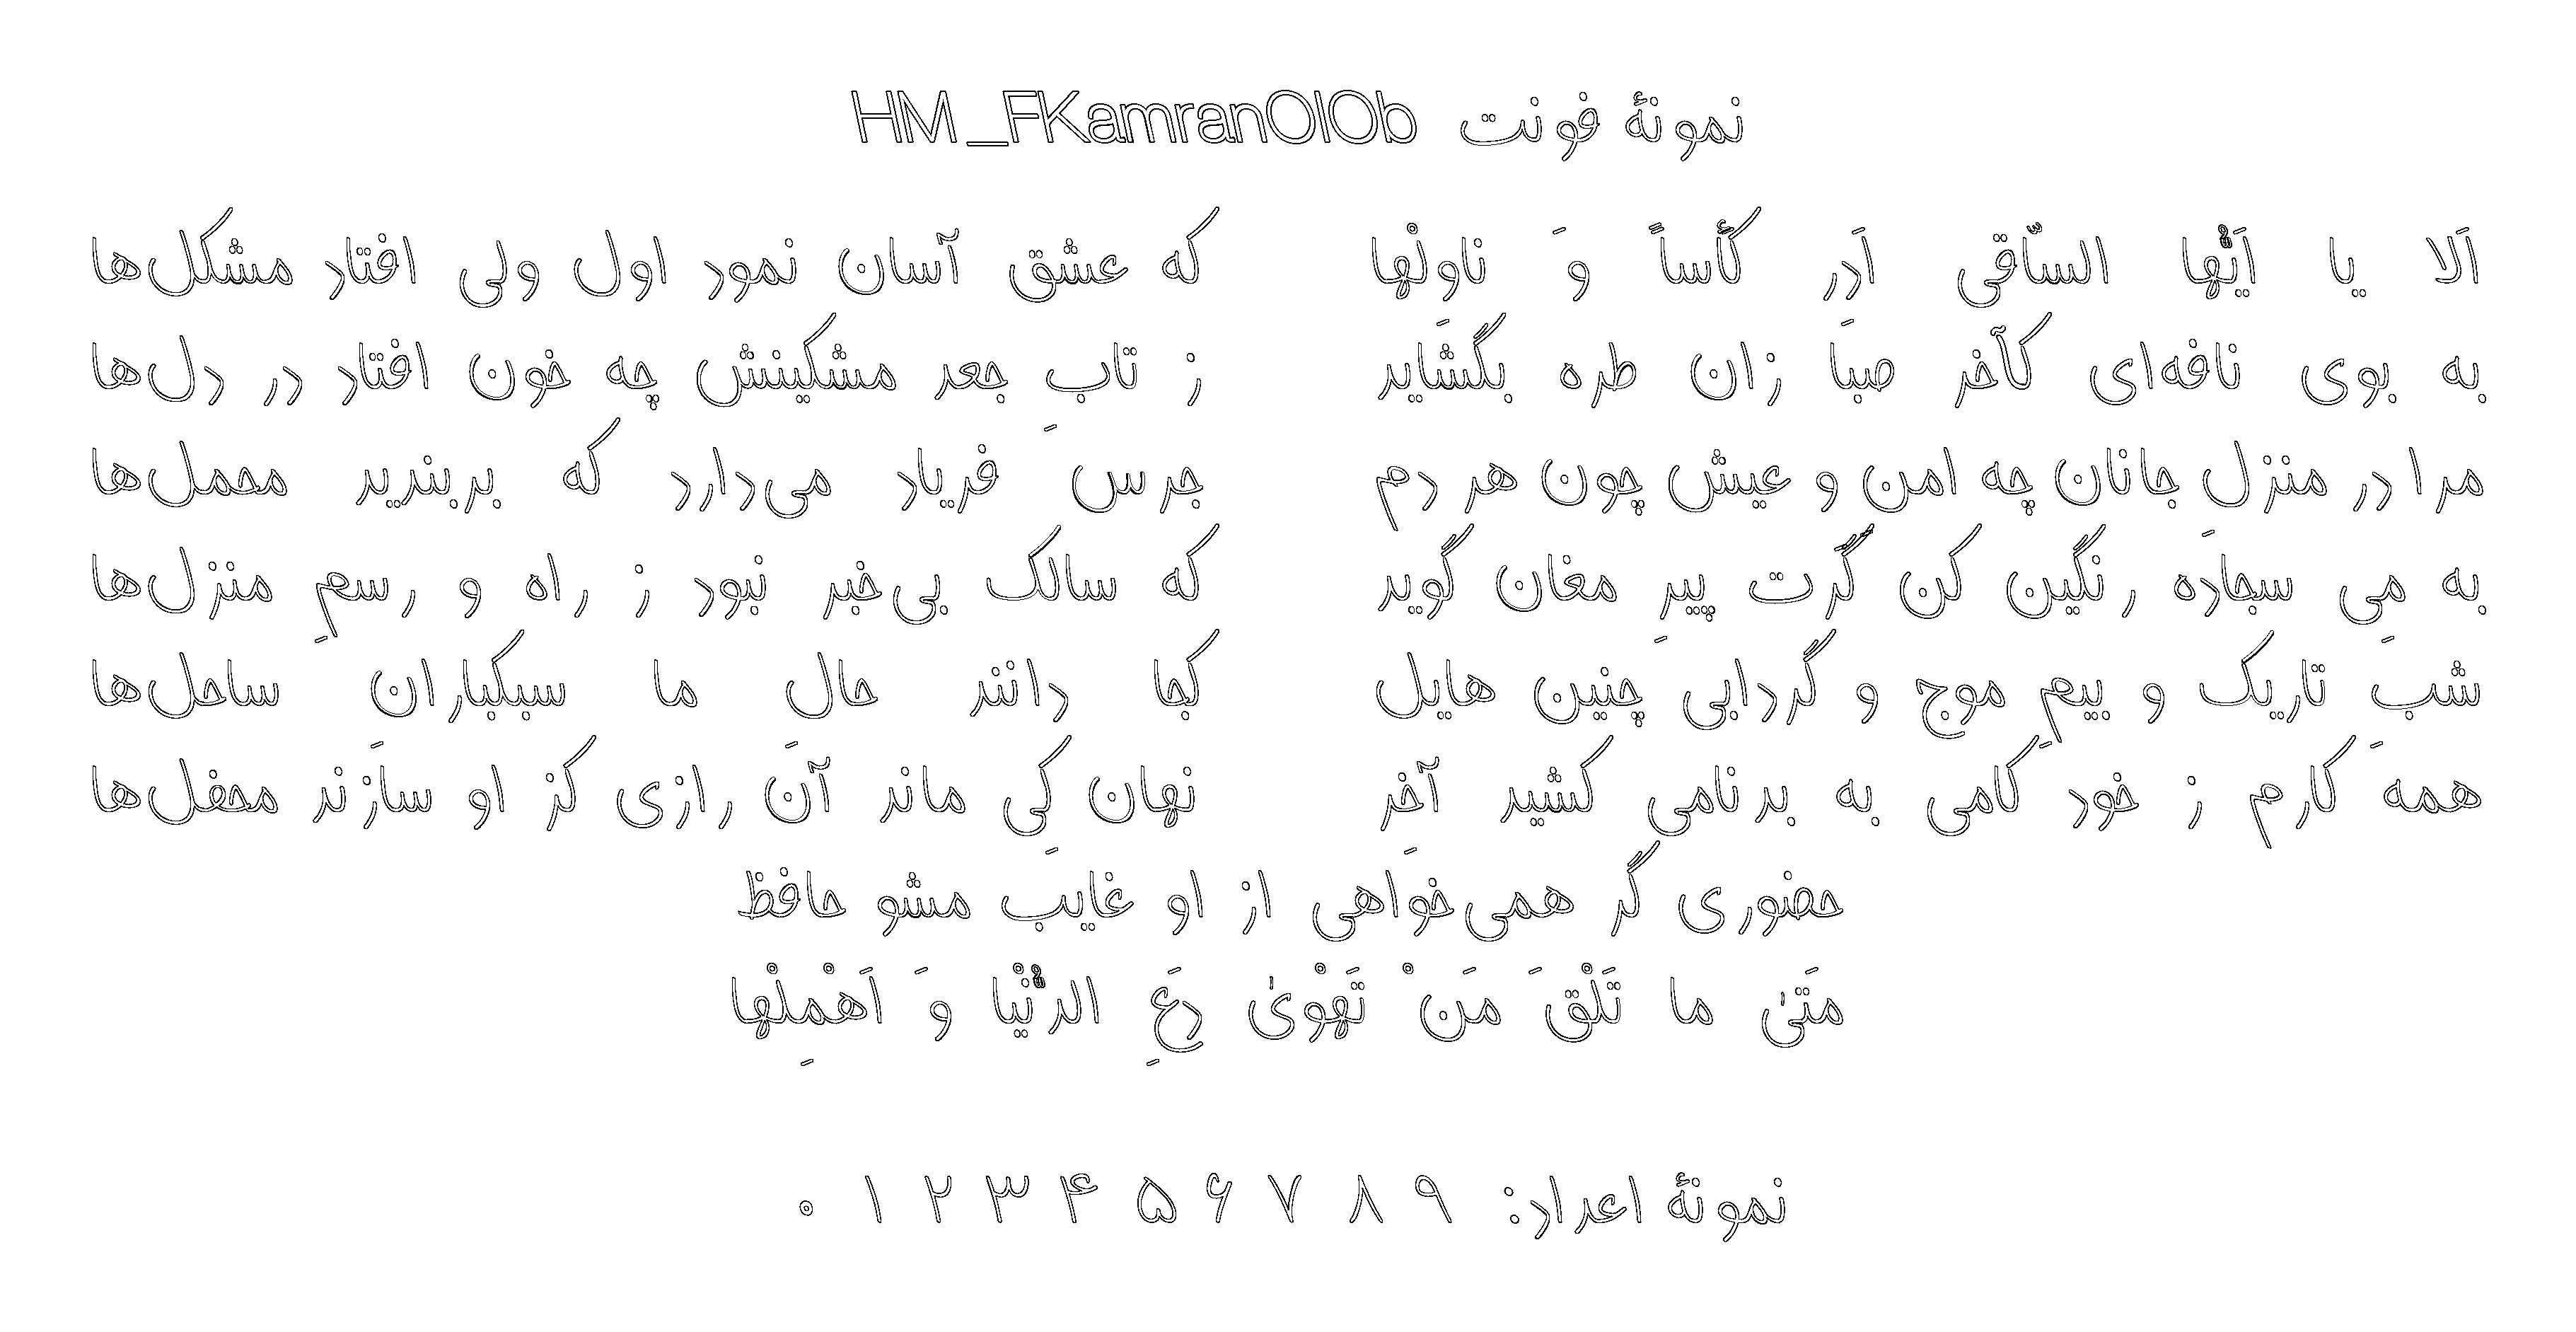 نمونهٔ فونت HM_FKamranOlOb
اَلا یا اَیُّها السّاقی اَدِر کَأساً وَ ناوِلْها که عشق آسان نمود اول ولی افتاد مشکل‌ها
به بوی نافه‌ای کآخر صبا زان طره بگشاید ز تابِ جعد مشکینش چه خون افتاد در دل‌ها
مرا در منزل جانان چه امن و عیش چون هر دم جرس فریاد می‌دارد که بربندید محمل‌ها
به می سجاده رنگین کن گرت پیرِ مغان گوید که سالک بی‌خبر نبود ز راه و رسمِ منزل‌ها
شبِ تاریک و بیمِ موج و گردابی چنین هایل کجا دانند حال ما سبکباران ساحل‌ها
همه کارم ز خود کامی به بدنامی کشید آخر نهان کی ماند آن رازی کز او سازند محفل‌ها
حضوری گر همی‌خواهی از او غایب مشو حافظ
مَتیٰ ما تَلْقَ مَنْ تَهْویٰ دَعِ الدُّنْیا وَ اَهْمِلْها
نمونهٔ اعداد: ۹ ۸ ۷ ۶ ۵ ۴ ۳ ۲ ۱ ۰